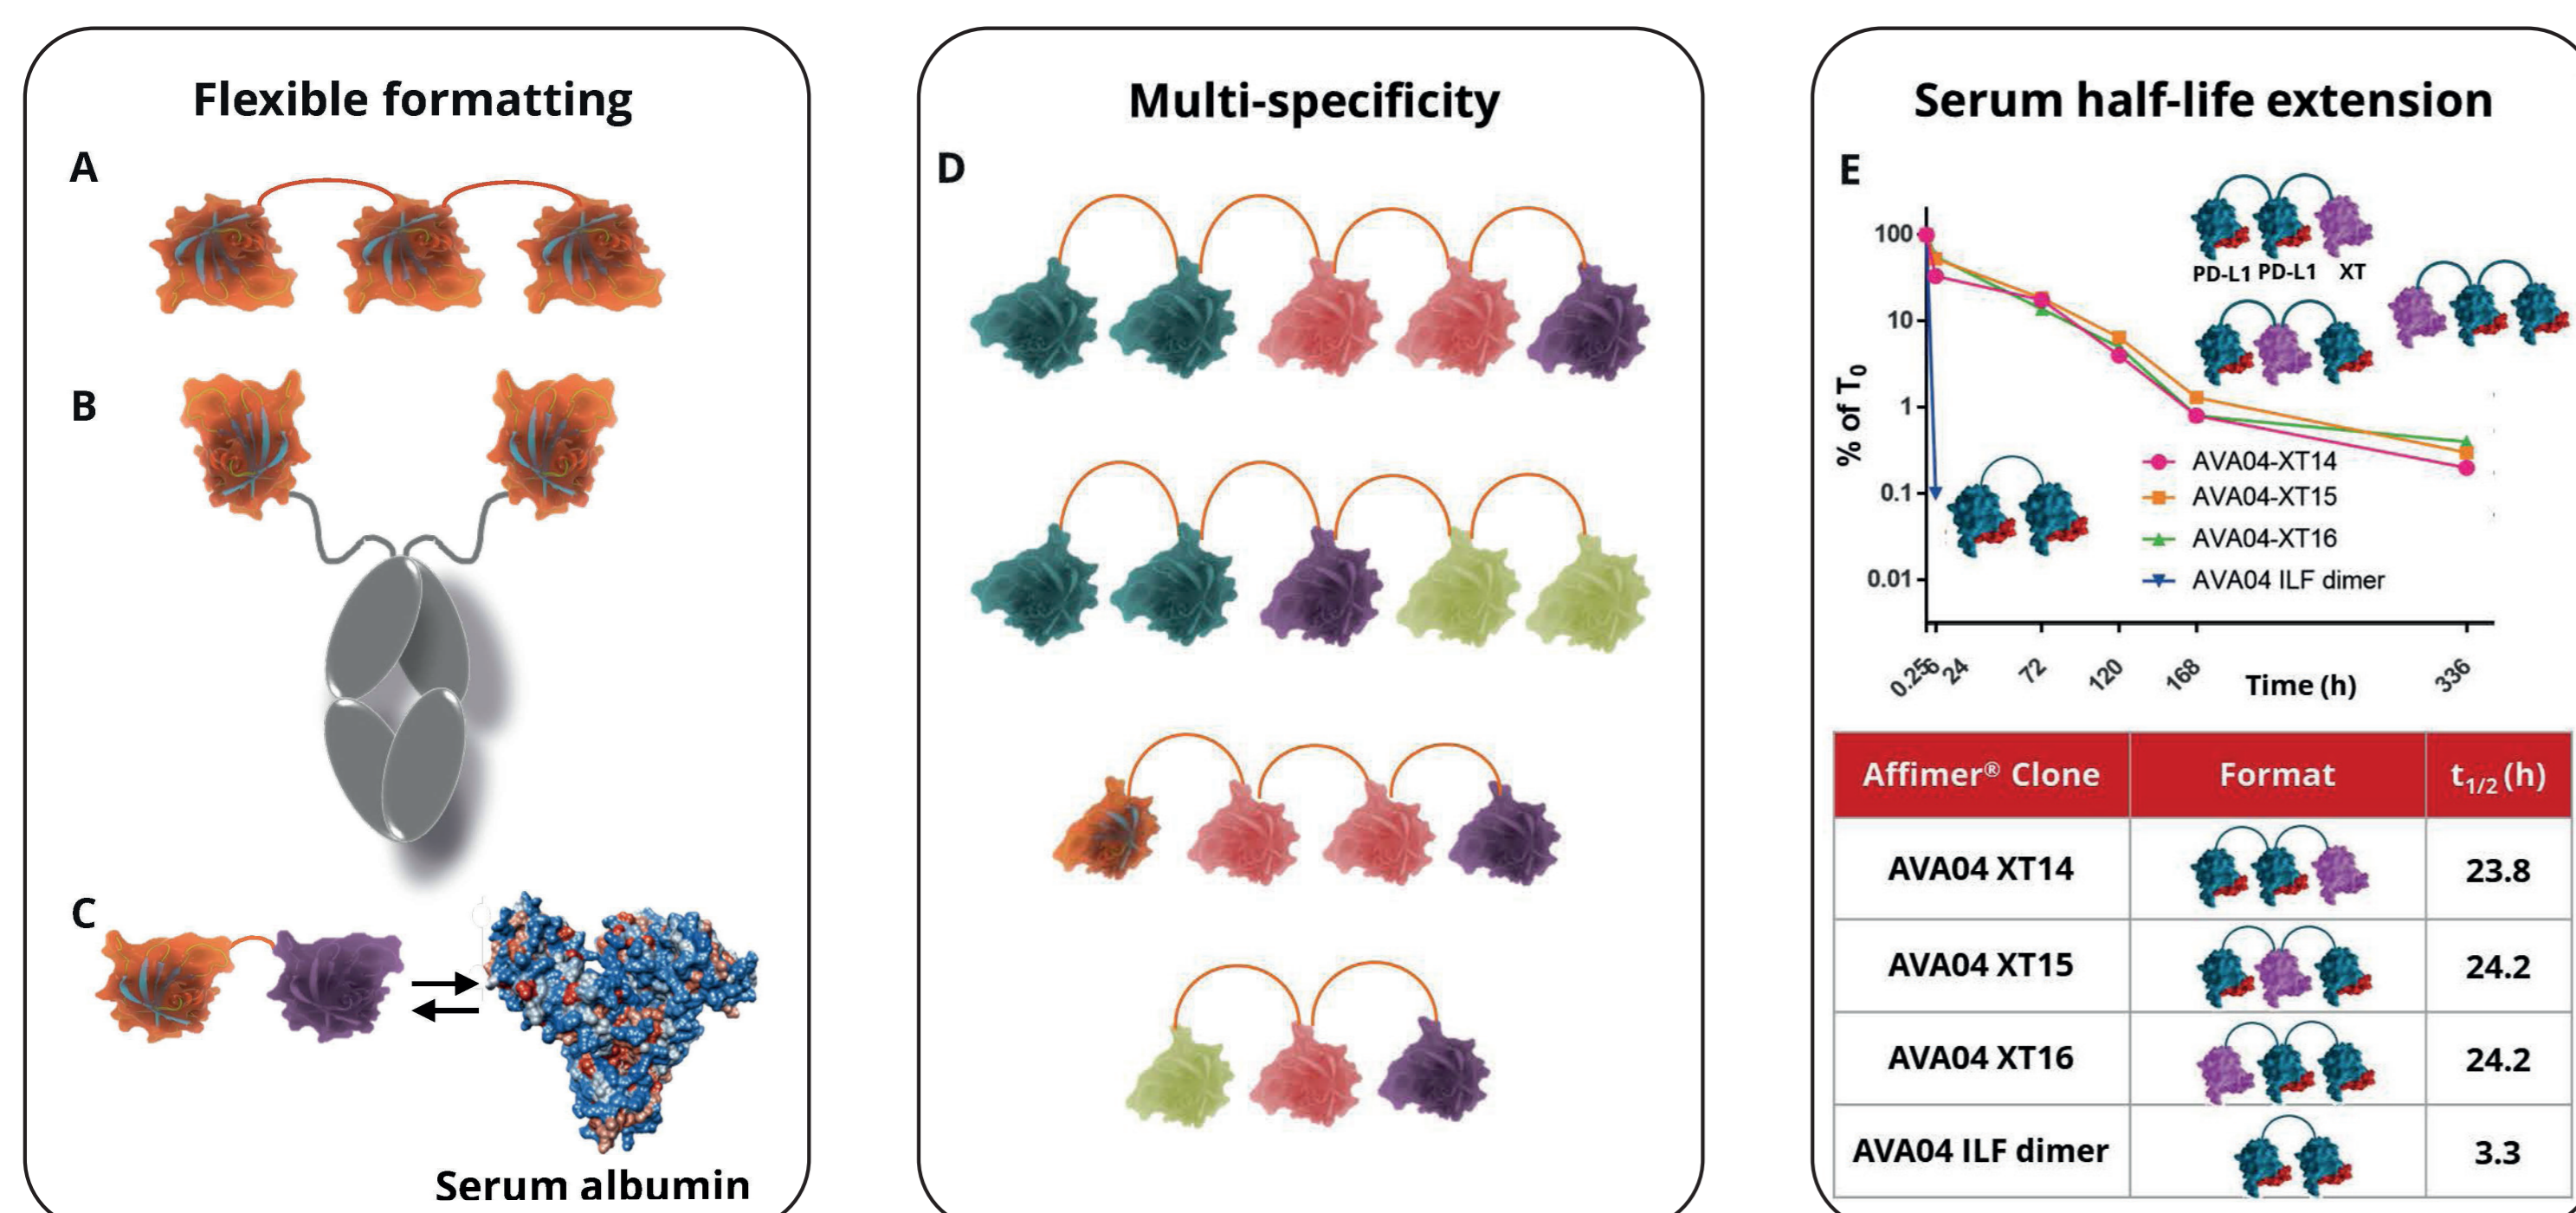 Flexible formatting
A
B
C
Serum albumin
Multi-specificity
D
Serum half-life extension
E
% of T0
100
10
1
0.1
0.01
PD-L1 PD-L1 XT
AVA04-XT14
AVA04-XT15
AVA04-XT16
AVA04 ILF dimer
0.25 6 24 72 120 168 336
Time (h)
Affimer® Clone Format t1/2 (h)
AVA04 XT14 23.8
AVA04 XT15 24.2
AVA04 XT16 24.2
AVA04 ILF dimer 3.3